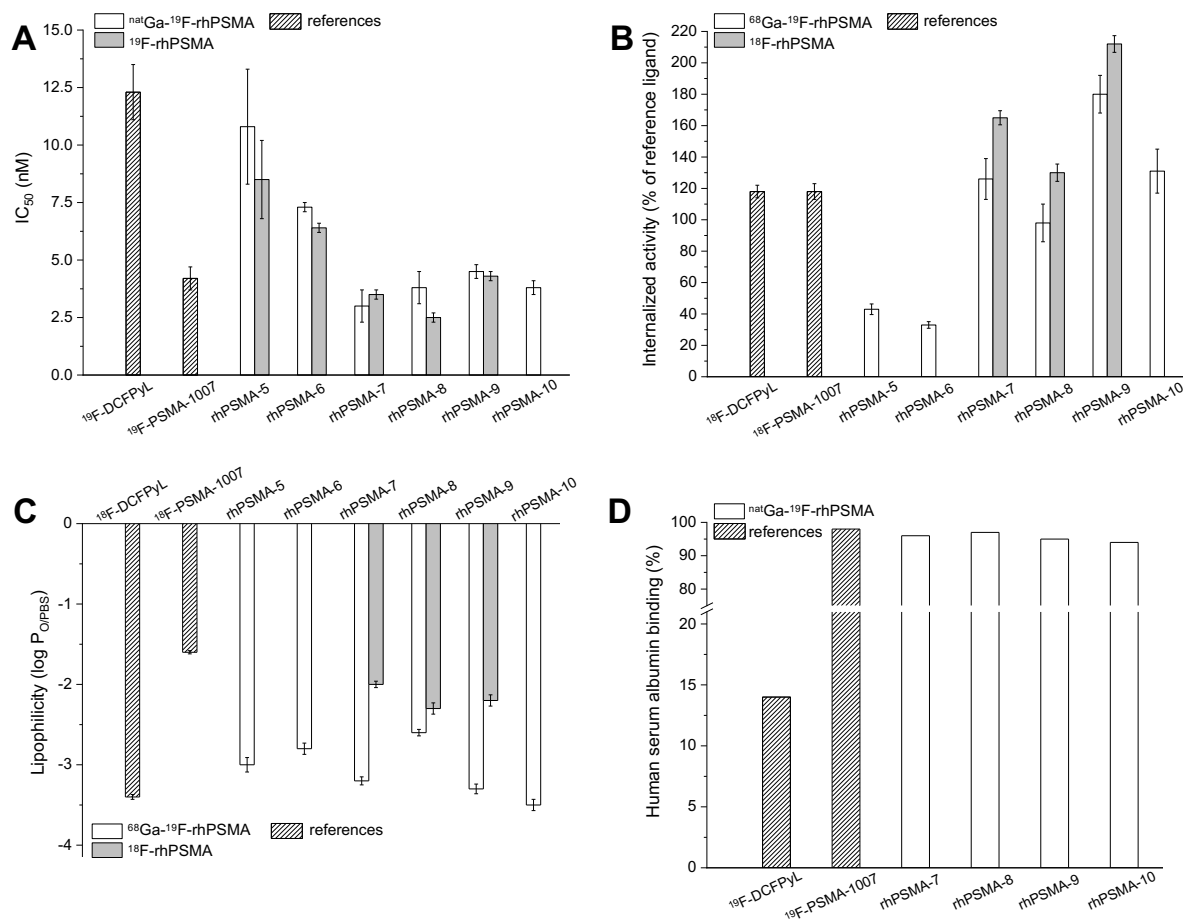 A
natGa-19F-rhPSMA
references
19F-rhPSMA
15.0
12.5
10.0
7.5
5.0
2.5
0.0
IC50 (nM)
19F-DCFPyL
19F-PSMA-1007
rhPSMA-5
rhPSMA-6
rhPSMA-7
rhPSMA-8
rhPSMA-9
rhPSMA-10
B
68Ga-19F-rhPSMA
references
18F-rhPSMA
220
200
180
160
140
120
100
80
60
40
20
0
Internalized activity (% of reference ligand)
18F-DCFPyL
18F-PSMA-1007
rhPSMA-5
rhPSMA-6
rhPSMA-7
rhPSMA-8
rhPSMA-9
rhPSMA-10
C
18F-DCFPyL
18F-PSMA-1007
rhPSMA-5
rhPSMA-6
rhPSMA-7
rhPSMA-8
rhPSMA-9
rhPSMA-10
0
-1
-2
-3
-4
Lipophilicity (log PO/PBS)
68Ga-19F-rhPSMA
references
18F-rhPSMA
D
natGa-19F-rhPSMA
references
100
95
90
85
80
20
15
10
5
0
Human serum albumin binding (%)
19F-DCFPyL
19F-PSMA-1007
rhPSMA-7
rhPSMA-8
rhPSMA-9
rhPSMA-10